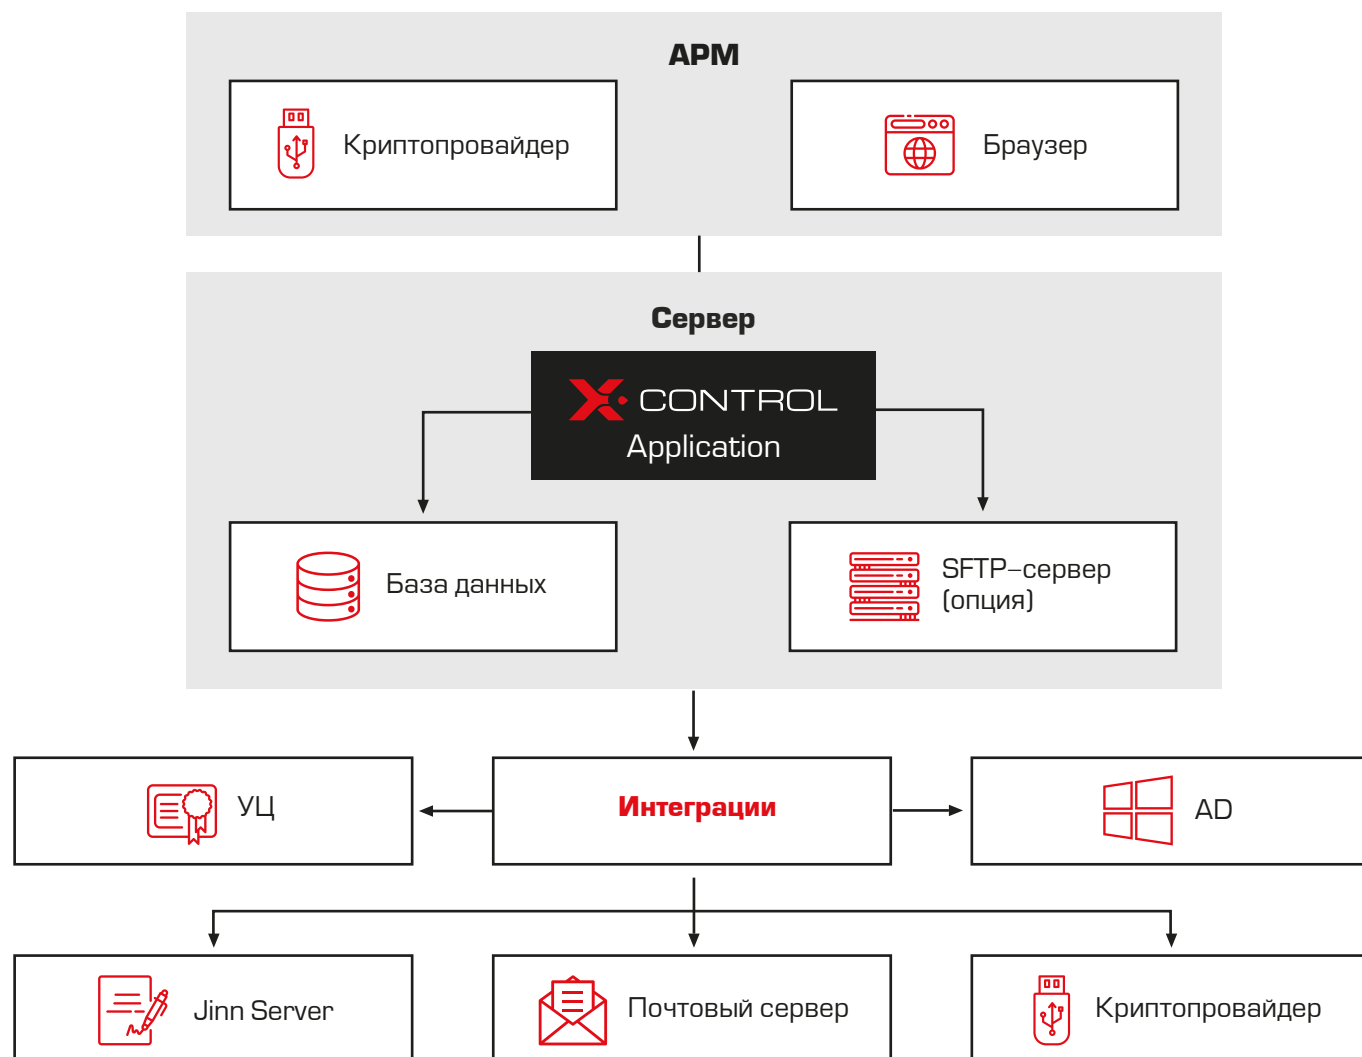 АРМ
Криптопровайдер
Браузер
Сервер
X-CONTROL
Application
База данных
SFTP-сервер
(опция)
УЦ
Интеграции
AD
Jinn Server
Почтовый сервер
Криптопровайдер